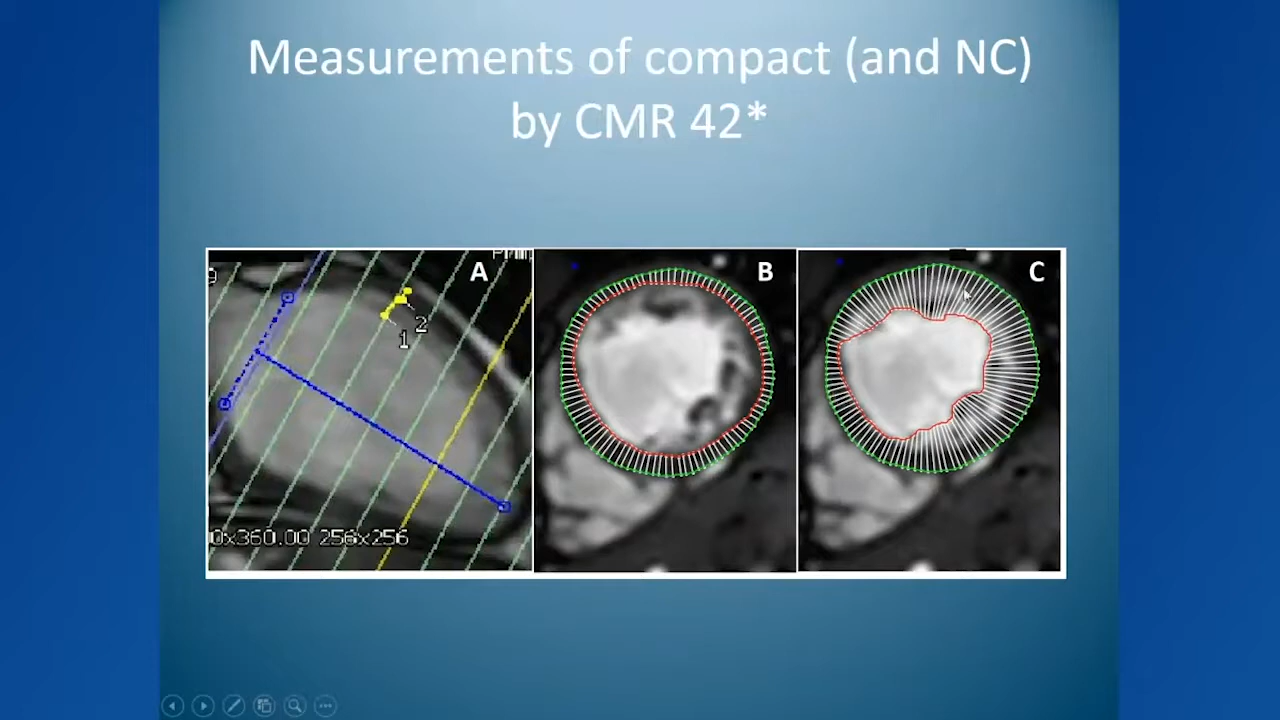 Measurements of compact (and NC)
by CMR 42*
A
B
C
2
1
0x360.00 256x256